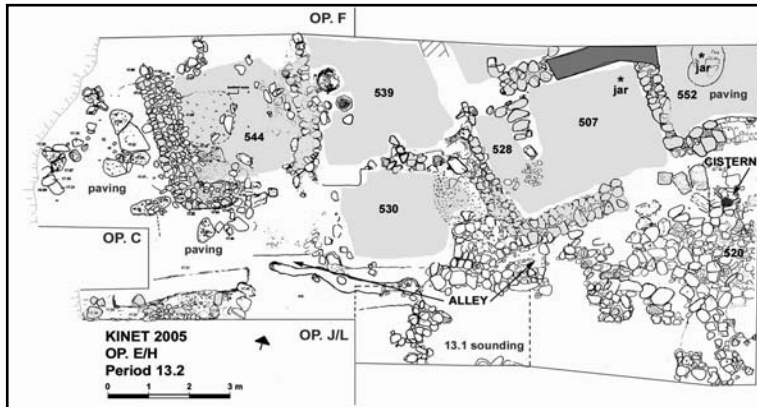 OP. F
jar
jar
539
552
paving
507
544
528
CISTERN
paving
530
OP. C
paving
520
ALLEY
KINET 2005
OP. E/H
Period 13.2
OP. J/L
13.1 sounding
0 1 2 3 m